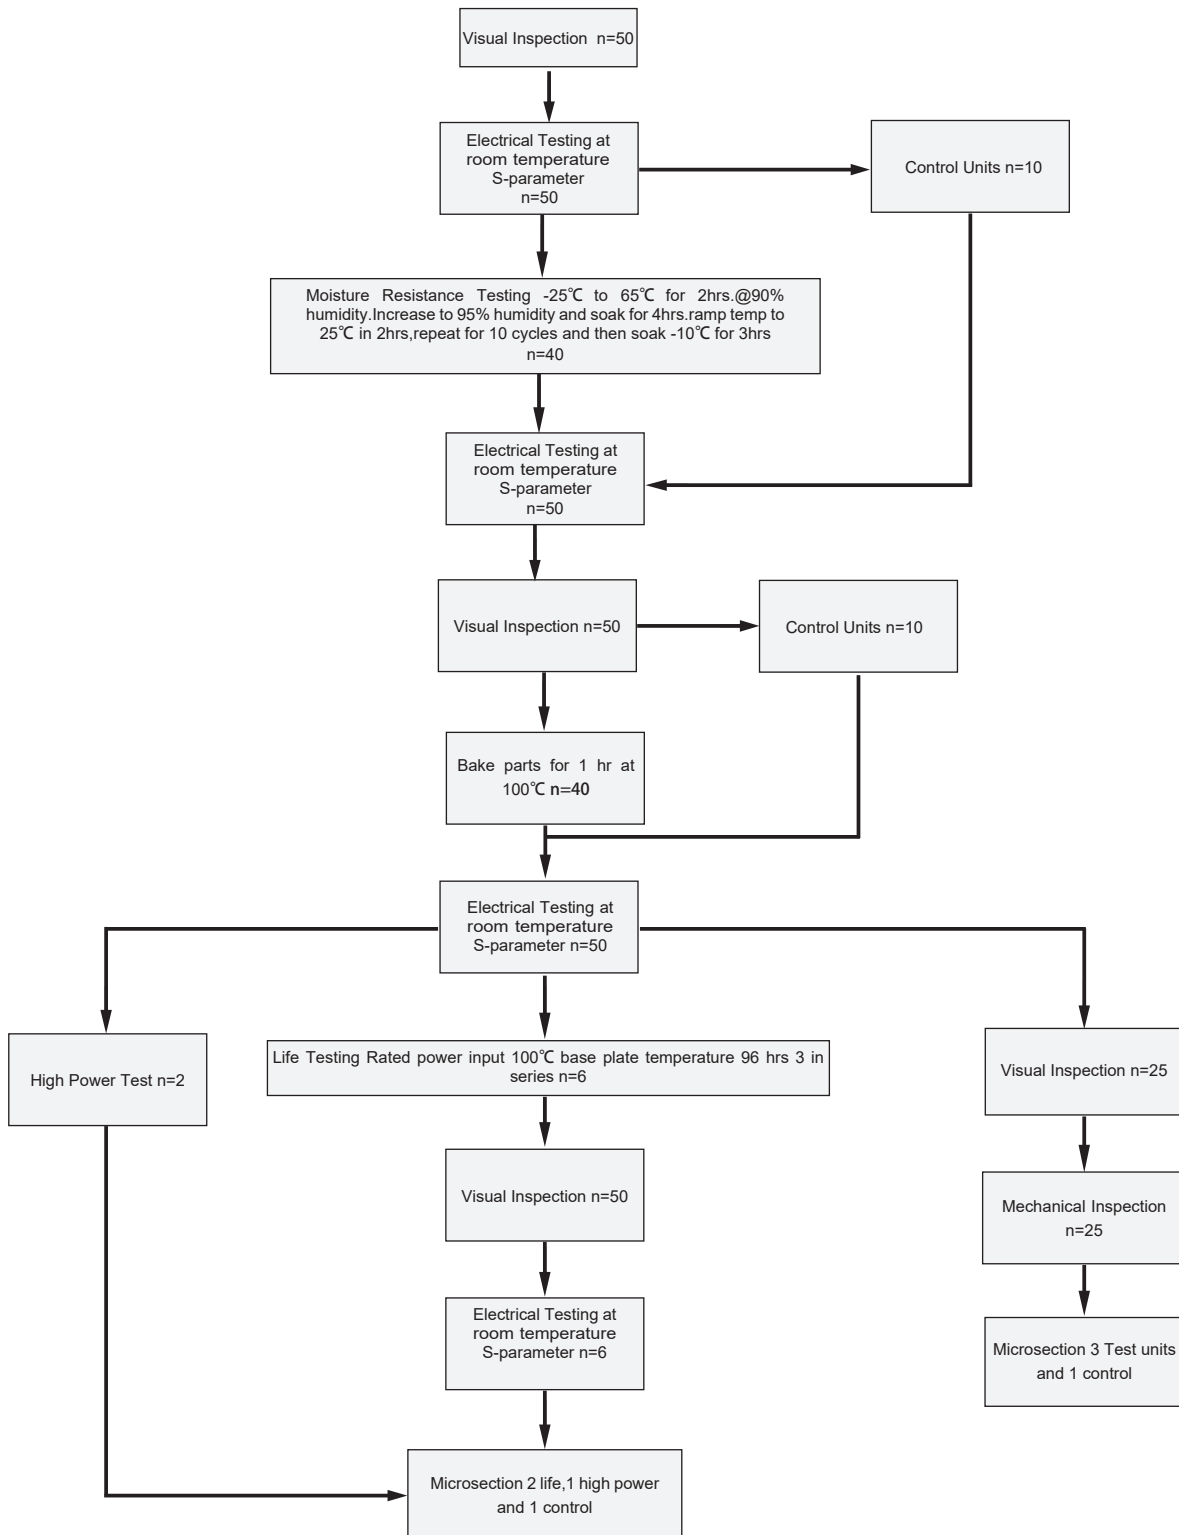 Visual Inspection n=50
Electrical Testing at
room temperature
S-parameter
n=50
Control Units n=10
Moisture Resistance Testing -25℃ to 65℃ for 2hrs.@90%
humidity.Increase to 95% humidity and soak for 4hrs.ramp temp to
25℃ in 2hrs,repeat for 10 cycles and then soak -10℃ for 3hrs
n=40
Electrical Testing at
room temperature
S-parameter
n=50
Visual Inspection n=50
Control Units n=10
Bake parts for 1 hr at
100℃ n=40
Electrical Testing at
room temperature
S-parameter n=50
High Power Test n=2
Life Testing Rated power input 100℃ base plate temperature 96 hrs 3 in
series n=6
Visual Inspection n=25
Visual Inspection n=50
Mechanical Inspection
n=25
Electrical Testing at
room temperature
S-parameter n=6
Microsection 3 Test units
and 1 control
Microsection 2 life,1 high power
and 1 control